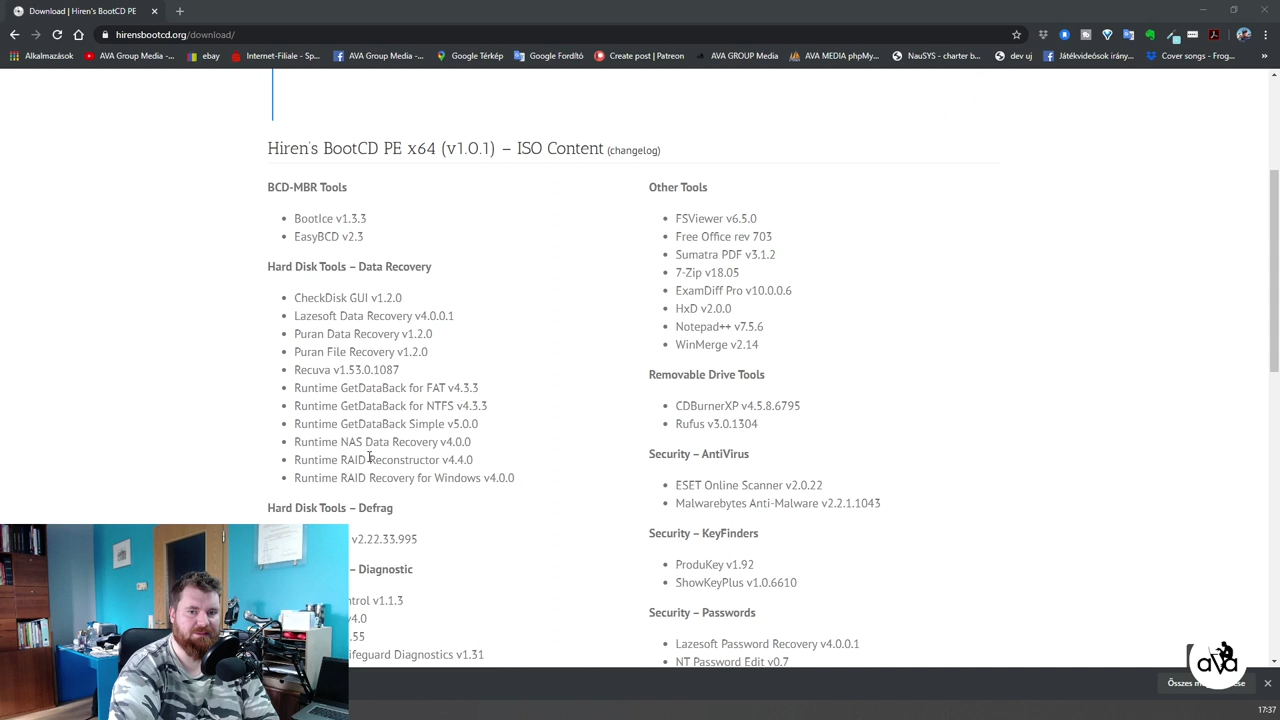 Download | Hiren's BootCD PE
hirensbootcd.org/download/
Alkalmazások
AVA Group Media -...
ebay
Internet-Filiale - Sp...
AVA Group Media -...
Google Térkép
Google Fordító
Create post | Patreon
AVA GROUP Media
AVA MEDIA phpMy...
NauSYS - charter b...
dev uj
Játékvideósok irány...
Cover songs - Frog...
Hiren's BootCD PE x64 (v1.0.1) – ISO Content (changelog)
BCD-MBR Tools
BootIce v1.3.3
EasyBCD v2.3
Hard Disk Tools – Data Recovery
CheckDisk GUI v1.2.0
Lazesoft Data Recovery v4.0.0.1
Puran Data Recovery v1.2.0
Puran File Recovery v1.2.0
Recuva v1.53.0.1087
Runtime GetDataBack for FAT v4.3.3
Runtime GetDataBack for NTFS v4.3.3
Runtime GetDataBack Simple v5.0.0
Runtime NAS Data Recovery v4.0.0
Runtime RAID Reconstructor v4.4.0
Runtime RAID Recovery for Windows v4.0.0
Hard Disk Tools – Defrag
v2.22.33.995
– Diagnostic
ntrol v1.1.3
v4.0
.55
ifeguard Diagnostics v1.31
Other Tools
FSViewer v6.5.0
Free Office rev 703
Sumatra PDF v3.1.2
7-Zip v18.05
ExamDiff Pro v10.0.0.6
HxD v2.0.0
Notepad++ v7.5.6
WinMerge v2.14
Removable Drive Tools
CDBurnerXP v4.5.8.6795
Rufus v3.0.1304
Security – AntiVirus
ESET Online Scanner v2.0.22
Malwarebytes Anti-Malware v2.2.1.1043
Security – KeyFinders
ProduKey v1.92
ShowKeyPlus v1.0.6610
Security – Passwords
Lazesoft Password Recovery v4.0.0.1
NT Password Edit v0.7
ava
Összes
17:37